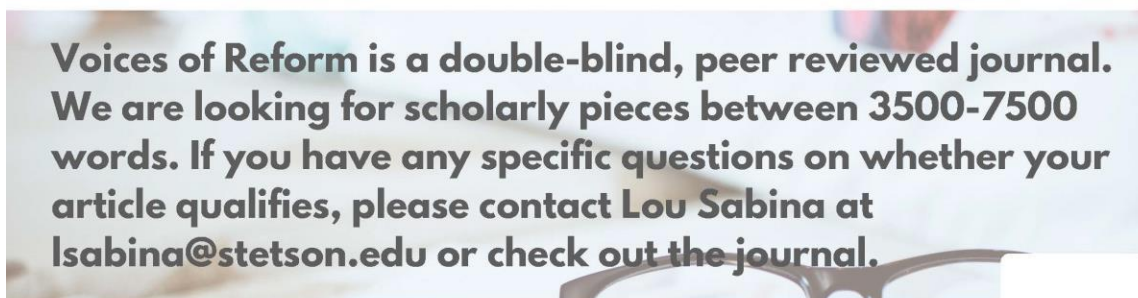 Voices of Reform is a double-blind, peer reviewed journal.
We are looking for scholarly pieces between 3500-7500
words. If you have any specific questions on whether your
article qualifies, please contact Lou Sabina at
lsabina@stetson.edu or check out the journal.